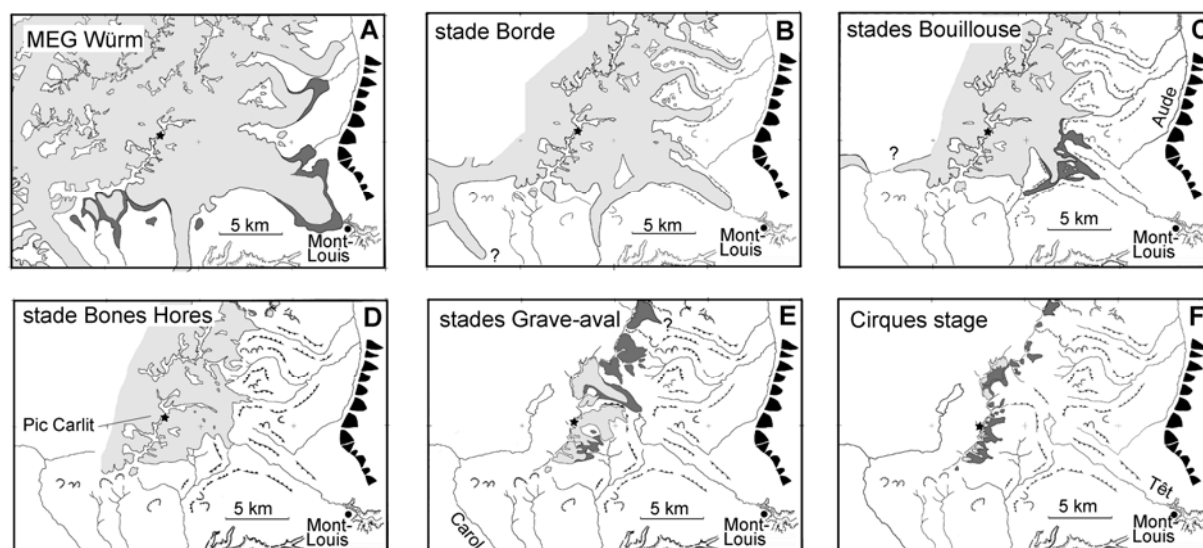 MEG Würm
A
5 km
Mont-
Louis
stade Borde
B
?
5 km
Mont-
Louis
stades Bouillouse
C
Aude
?
5 km
Mont-
Louis
stade Bones Hores
D
Pic Carlit
5 km
Mont-
Louis
stades Grave-aval
E
?
5 km
Carol
Mont-
Louis
Cirques stage
F
Têt
5 km
Mont-
Louis